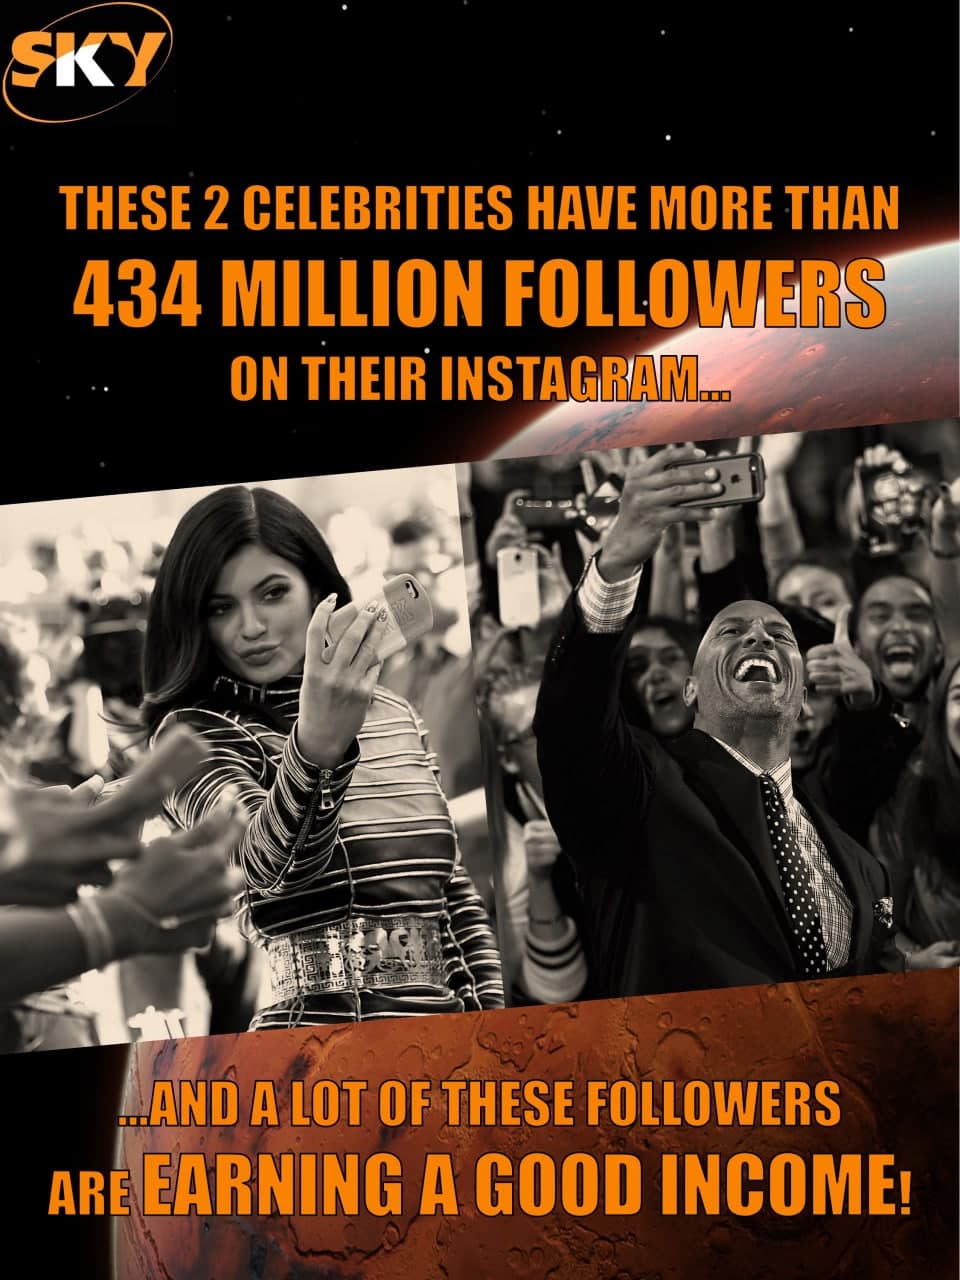 SKY
THESE 2 CELEBRITIES HAVE MORE THAN
434 MILLION FOLLOWERS
ON THEIR INSTAGRAM...
...AND A LOT OF THESE FOLLOWERS
ARE EARNING A GOOD INCOME!